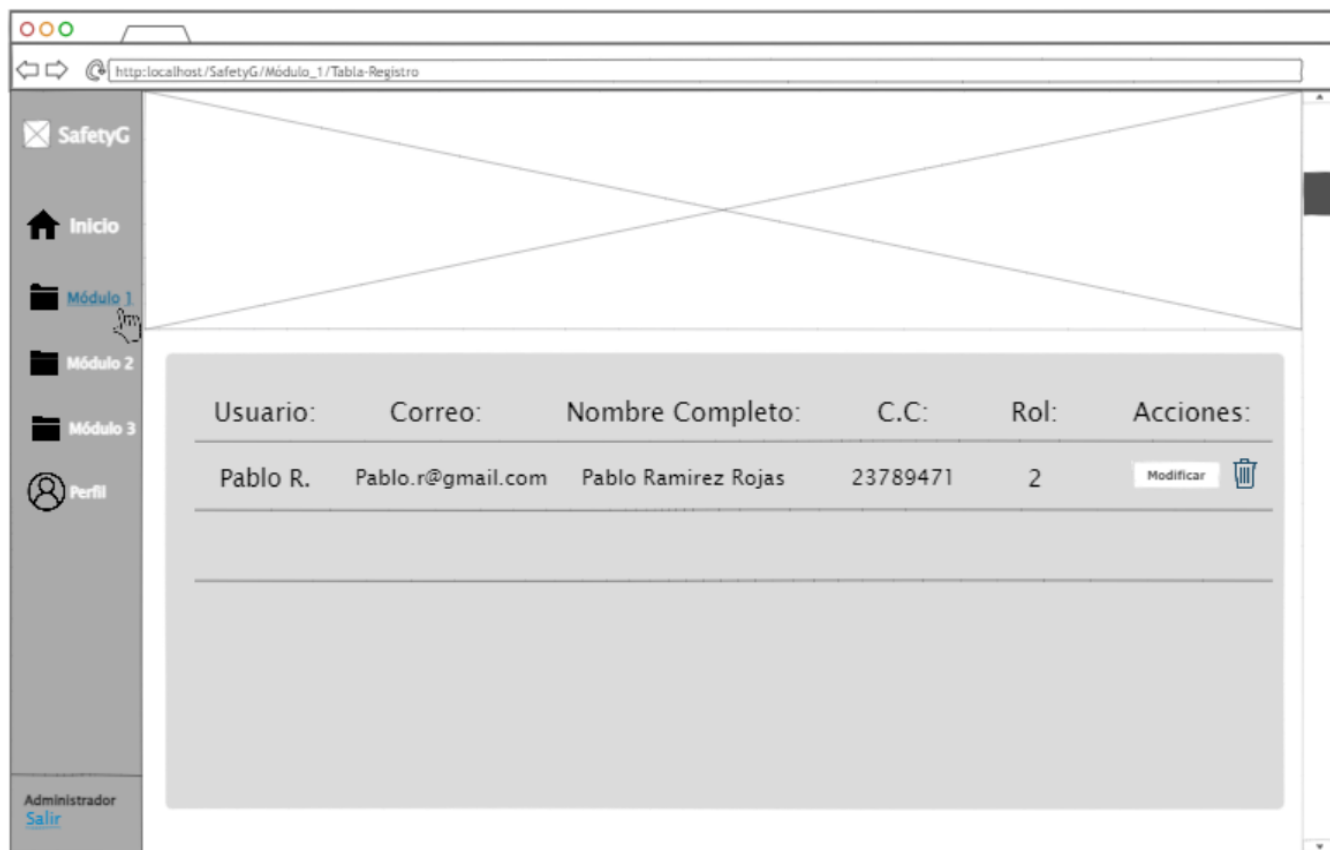 http:localhost/SafetyG/Módulo_1/Tabla-Registro
SafetyG
Inicio
Módulo 1
Módulo 2
Módulo 3
Perfil
Administrador
Salir
Usuario: Correo: Nombre Completo: C.C: Rol: Acciones:
Pablo R. Pablo.r@gmail.com Pablo Ramirez Rojas 23789471 2 Modificar